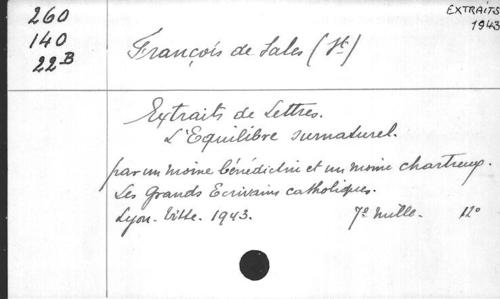 260
140
22B
EXTRAITS
1943
François de Sales (St)
Extraits de Lettres.
L'Equilibre surnaturel.
par un moine bénédictin et un moine chartreux.
Les Grands Ecrivains catholiques.
Lyon. Vitte. 1943. 7e mille. 12°